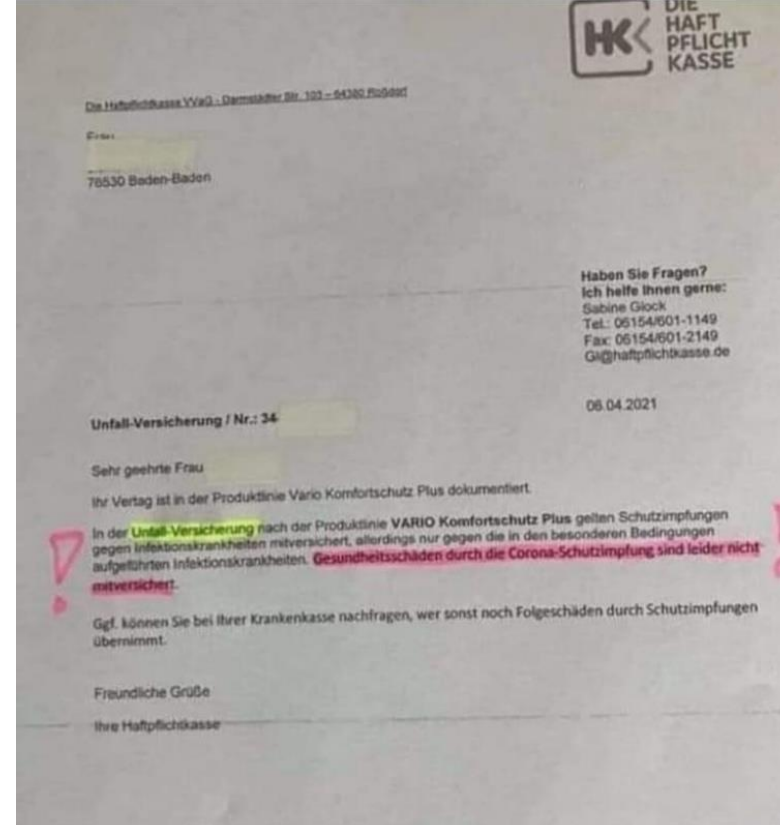 HK
DIE
HAFT
PFLICHT
KASSE
Die Haftpflichtkasse VVaG - Darmstädter Str. 103 – 64380 Roßdorf
Frau
76530 Baden-Baden
Haben Sie Fragen?
Ich helfe Ihnen gerne:
Sabine Glock
Tel.: 06154/601-1149
Fax: 06154/601-2149
Gl@haftpflichtkasse.de
06.04.2021
Unfall-Versicherung / Nr.: 34
Sehr geehrte Frau
Ihr Vertag ist in der Produktlinie Vario Komfortschutz Plus dokumentiert.
In der Unfall-Versicherung nach der Produktlinie VARIO Komfortschutz Plus gelten Schutzimpfungen
gegen Infektionskrankheiten mitversichert, allerdings nur gegen die in den besonderen Bedingungen
aufgeführten Infektionskrankheiten. Gesundheitsschäden durch die Corona-Schutzimpfung sind leider nicht
mitversichert.
Ggf. können Sie bei Ihrer Krankenkasse nachfragen, wer sonst noch Folgeschäden durch Schutzimpfungen
übernimmt.
Freundliche Grüße
Ihre Haftpflichtkasse